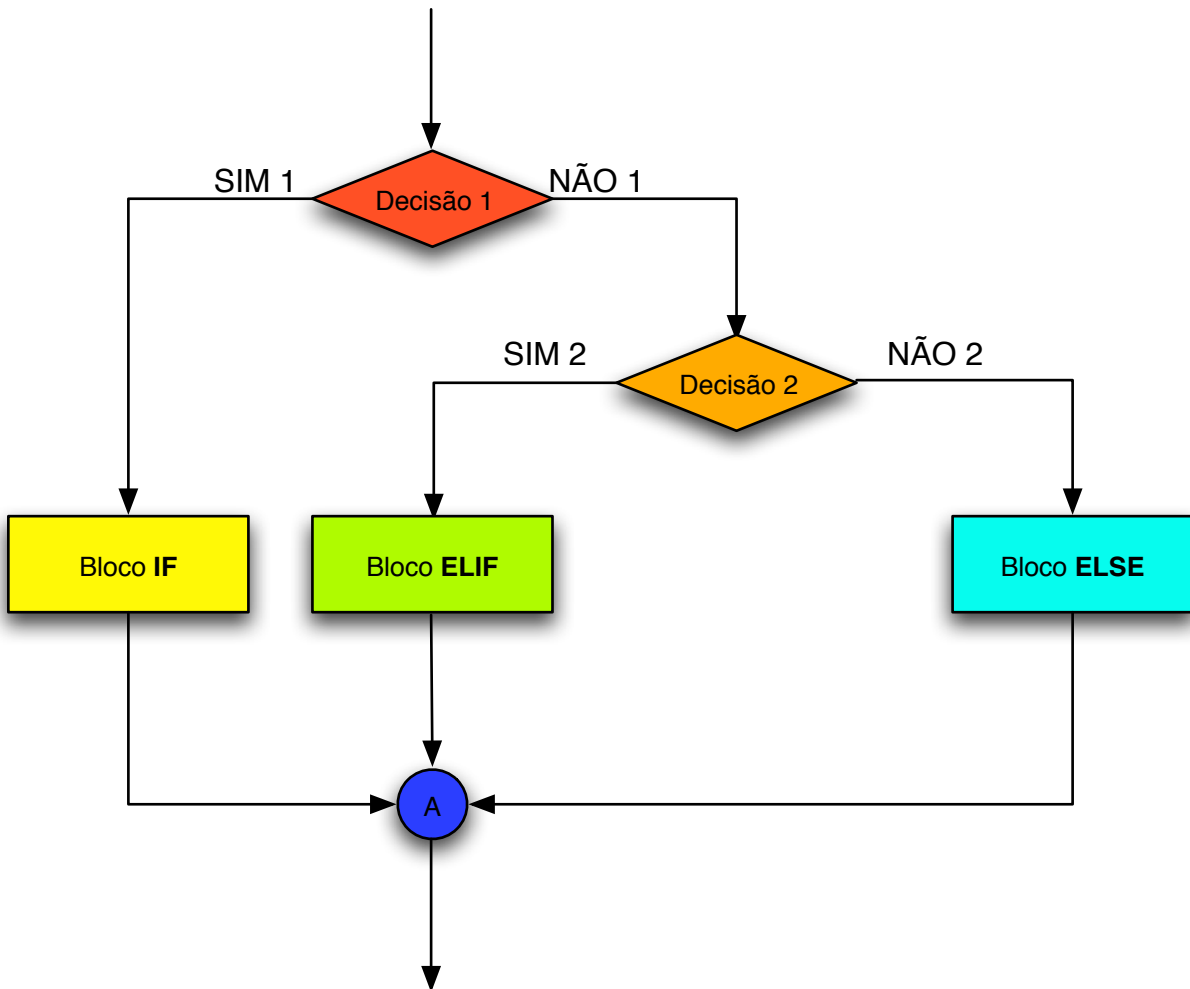 SIM 1
Decisão 1
NÃO 1
SIM 2
Decisão 2
NÃO 2
Bloco IF
Bloco ELIF
Bloco ELSE
A